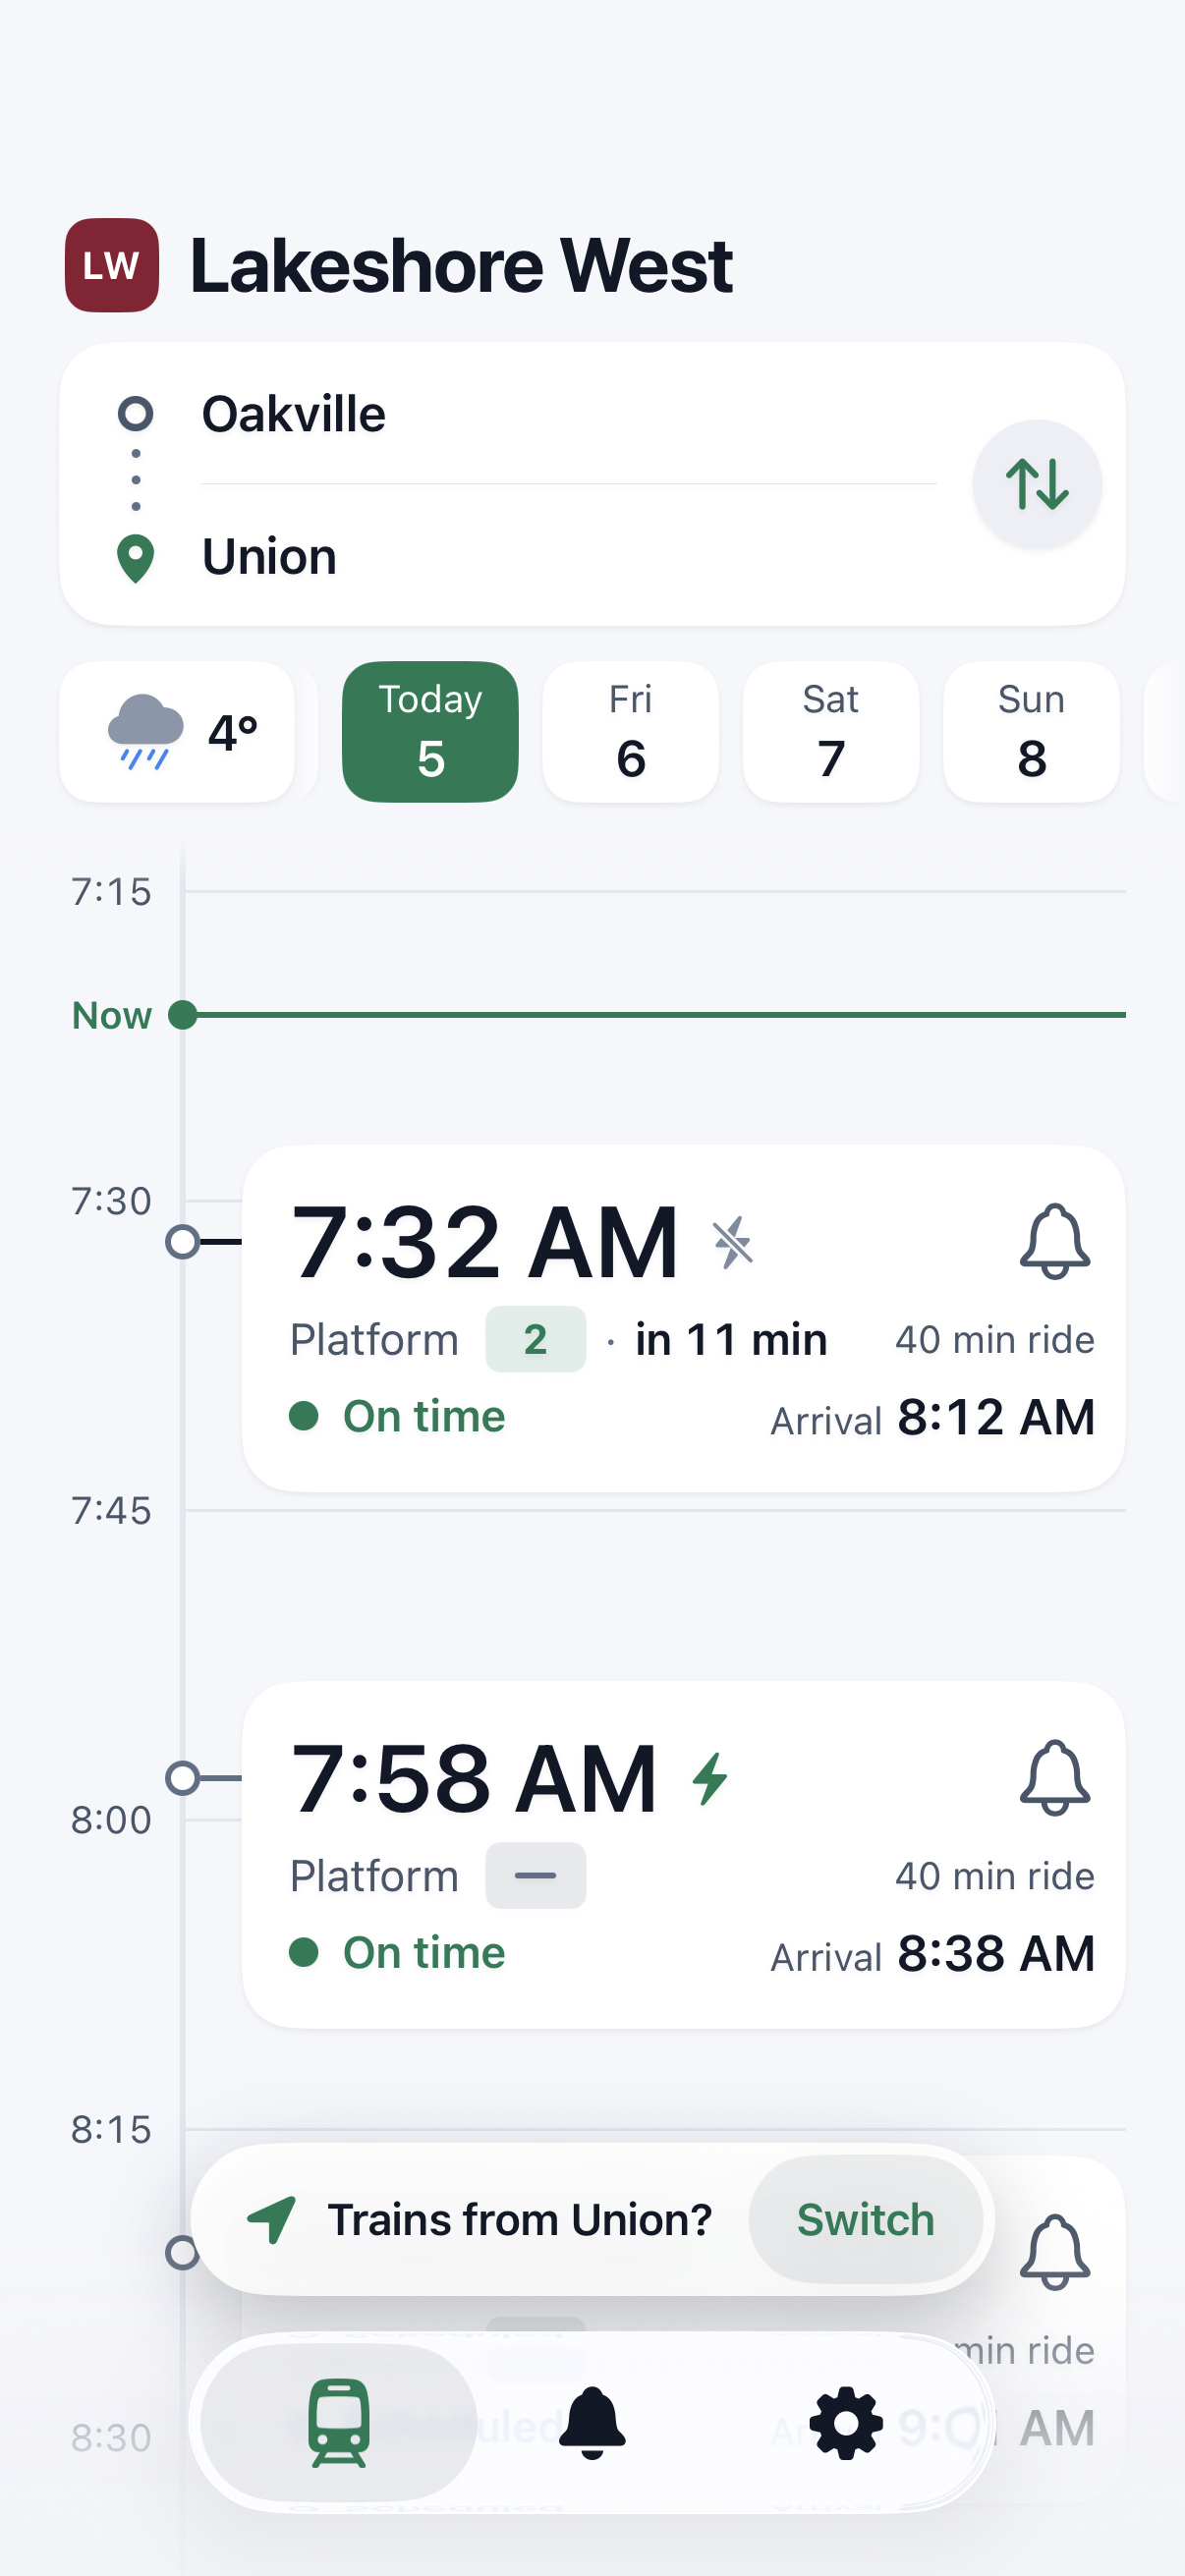 LW Lakeshore West
Oakville
Union
4° Today Fri Sat Sun
5 6 7 8
7:15
Now
7:30
7:32 AM
Platform 2 · in 11 min 40 min ride
On time Arrival 8:12 AM
7:45
7:58 AM
8:00
Platform — 40 min ride
On time Arrival 8:38 AM
8:15
Trains from Union? Switch
min ride
8:30 AM